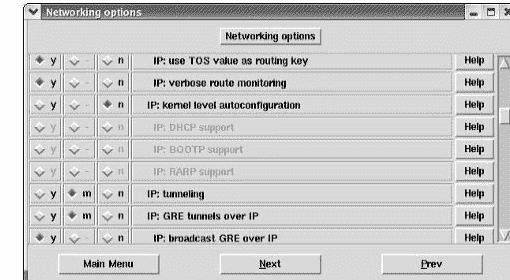 Networking options
Networking options
y - n IP: use TOS value as routing key Help
y - n IP: verbose route monitoring Help
y - n IP: kernel level autoconfiguration Help
y - n IP: DHCP support Help
y - n IP: BOOTP support Help
y - n IP: RARP support Help
y m n IP: tunneling Help
y m n IP: GRE tunnels over IP Help
y - n IP: broadcast GRE over IP Help
Main Menu Next Prev